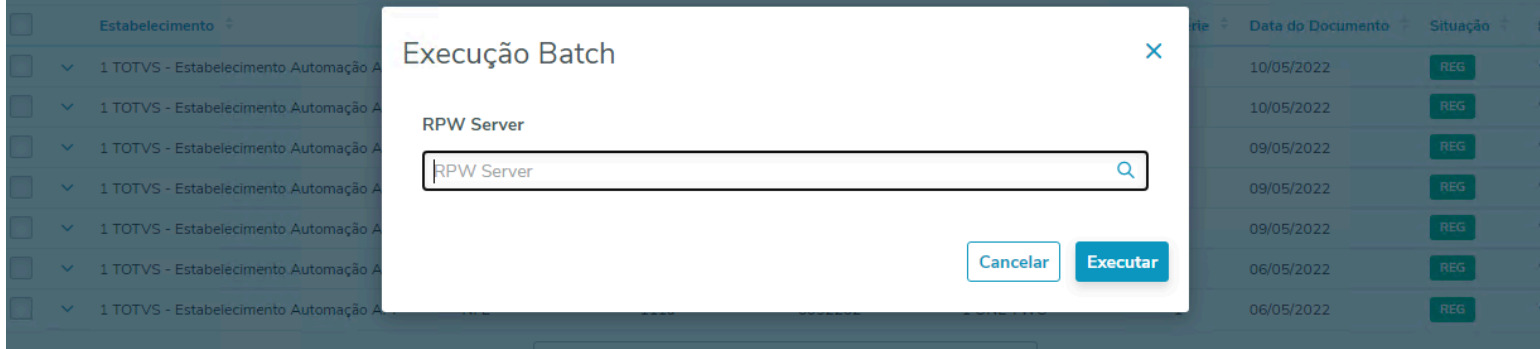 Estabelecimento
rie Data do Documento Situação
Execução Batch
RPW Server
RPW Server
Cancelar Executar
1 TOTVS - Estabelecimento Automação A 10/05/2022 REG
1 TOTVS - Estabelecimento Automação A 10/05/2022 REG
1 TOTVS - Estabelecimento Automação A 09/05/2022 REG
1 TOTVS - Estabelecimento Automação A 09/05/2022 REG
1 TOTVS - Estabelecimento Automação A 09/05/2022 REG
1 TOTVS - Estabelecimento Automação A 06/05/2022 REG
1 TOTVS - Estabelecimento Automação A 06/05/2022 REG